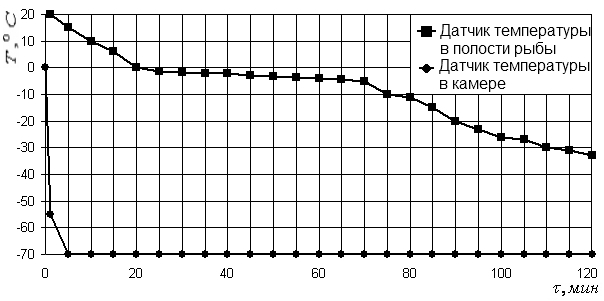 T, °C
20
10
0
-10
-20
-30
-40
-50
-60
-70
Датчик температуры
в полости рыбы
Датчик температуры
в камере
0 20 40 60 80 100 120
τ, мин